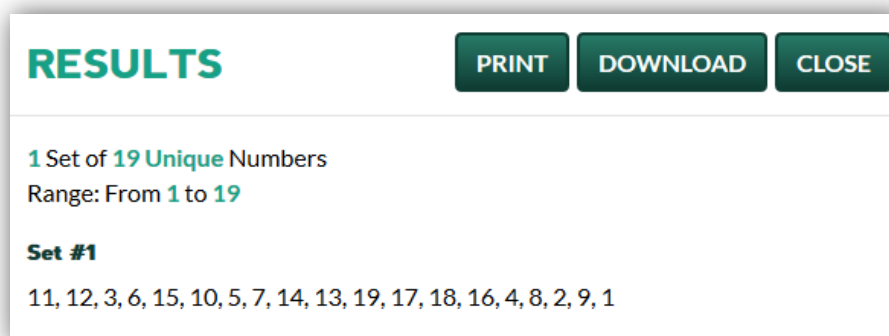 RESULTS
PRINT DOWNLOAD CLOSE
1 Set of 19 Unique Numbers
Range: From 1 to 19
Set #1
11, 12, 3, 6, 15, 10, 5, 7, 14, 13, 19, 17, 18, 16, 4, 8, 2, 9, 1